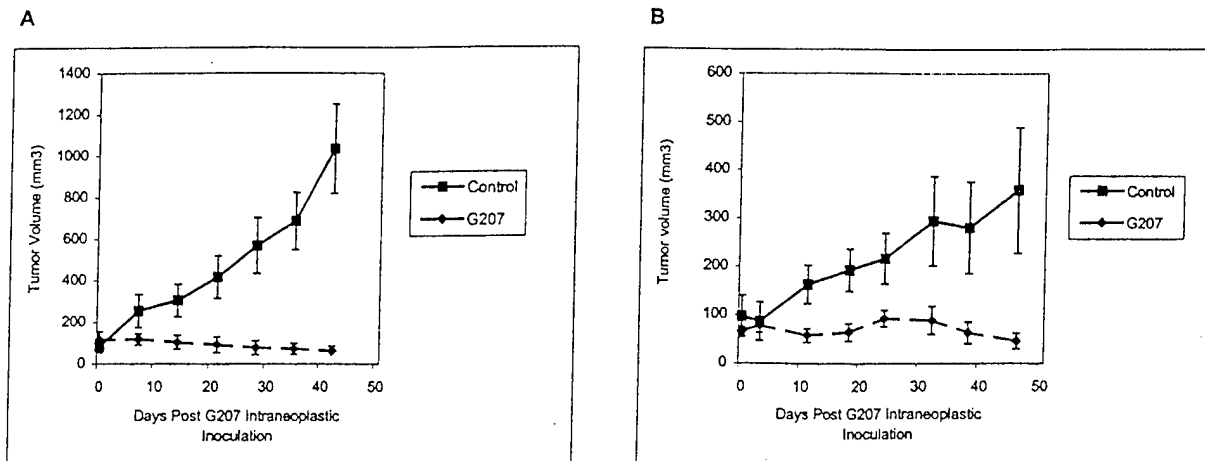 A
1400
1200
1000
800
600
400
200
0
Tumor Volume (mm3)
0 10 20 30 40 50
Days Post G207 Intraneoplastic
Inoculation
Control
G207
B
600
500
400
300
200
100
0
Tumor volume (mm3)
0 10 20 30 40 50
Days Post G207 Intraneoplastic
Inoculation
Control
G207